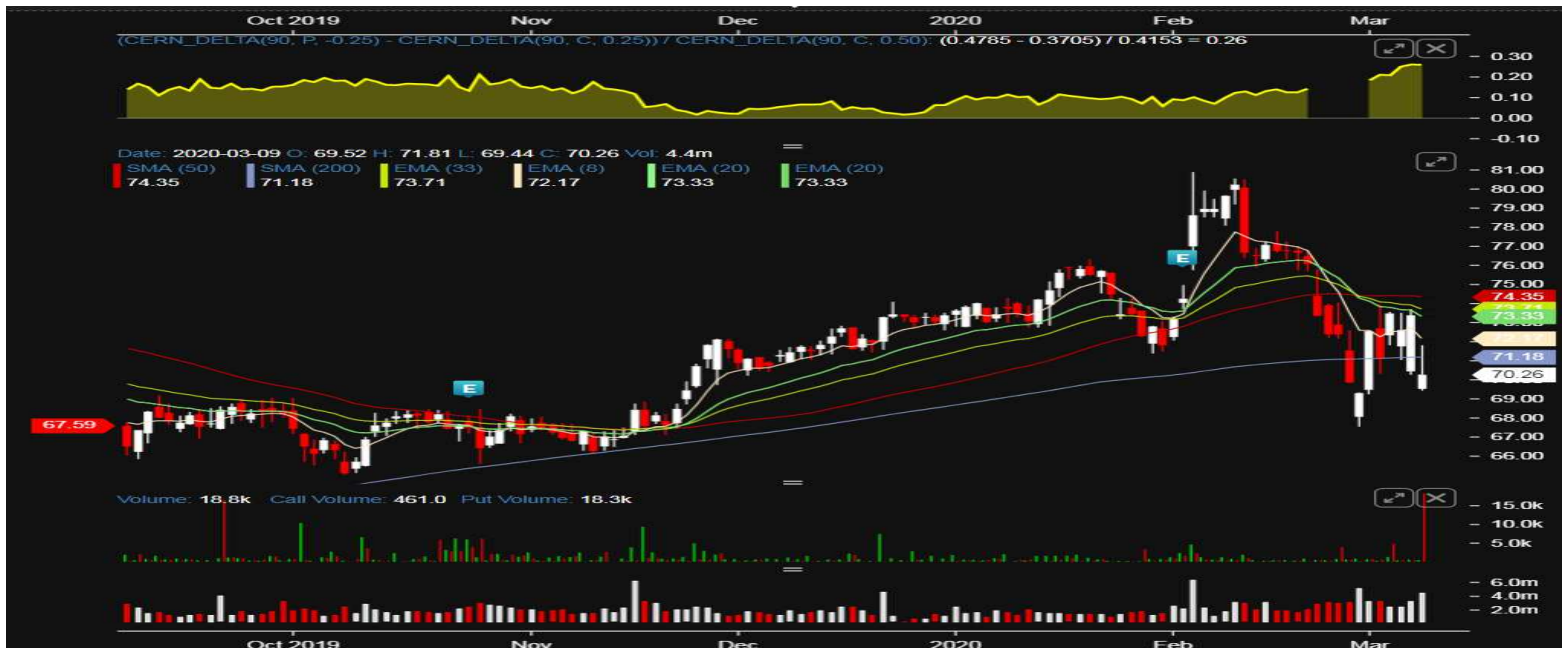 Oct 2019 Nov Dec 2020 Feb Mar
(CERN_DELTA(90, P, -0.25) - CERN_DELTA(90, C, 0.25)) / CERN_DELTA(90, C, 0.50): (0.4785 - 0.3705) / 0.4153 = 0.26
0.30
0.20
0.10
0.00
-0.10
Date: 2020-03-09 O: 69.52 H: 71.81 L: 69.44 C: 70.26 Vol: 4.4m
SMA (50) SMA (200) EMA (33) EMA (8) EMA (20) EMA (20)
74.35 71.18 73.71 72.17 73.33 73.33
81.00
80.00
79.00
78.00
77.00
E
76.00
75.00
74.35
73.33
71.18
70.26
E
69.00
68.00
67.59
67.00
66.00
Volume: 18.8k Call Volume: 461.0 Put Volume: 18.3k
15.0k
10.0k
5.0k
6.0m
4.0m
2.0m
Oct 2019 Nov Dec 2020 Feb Mar